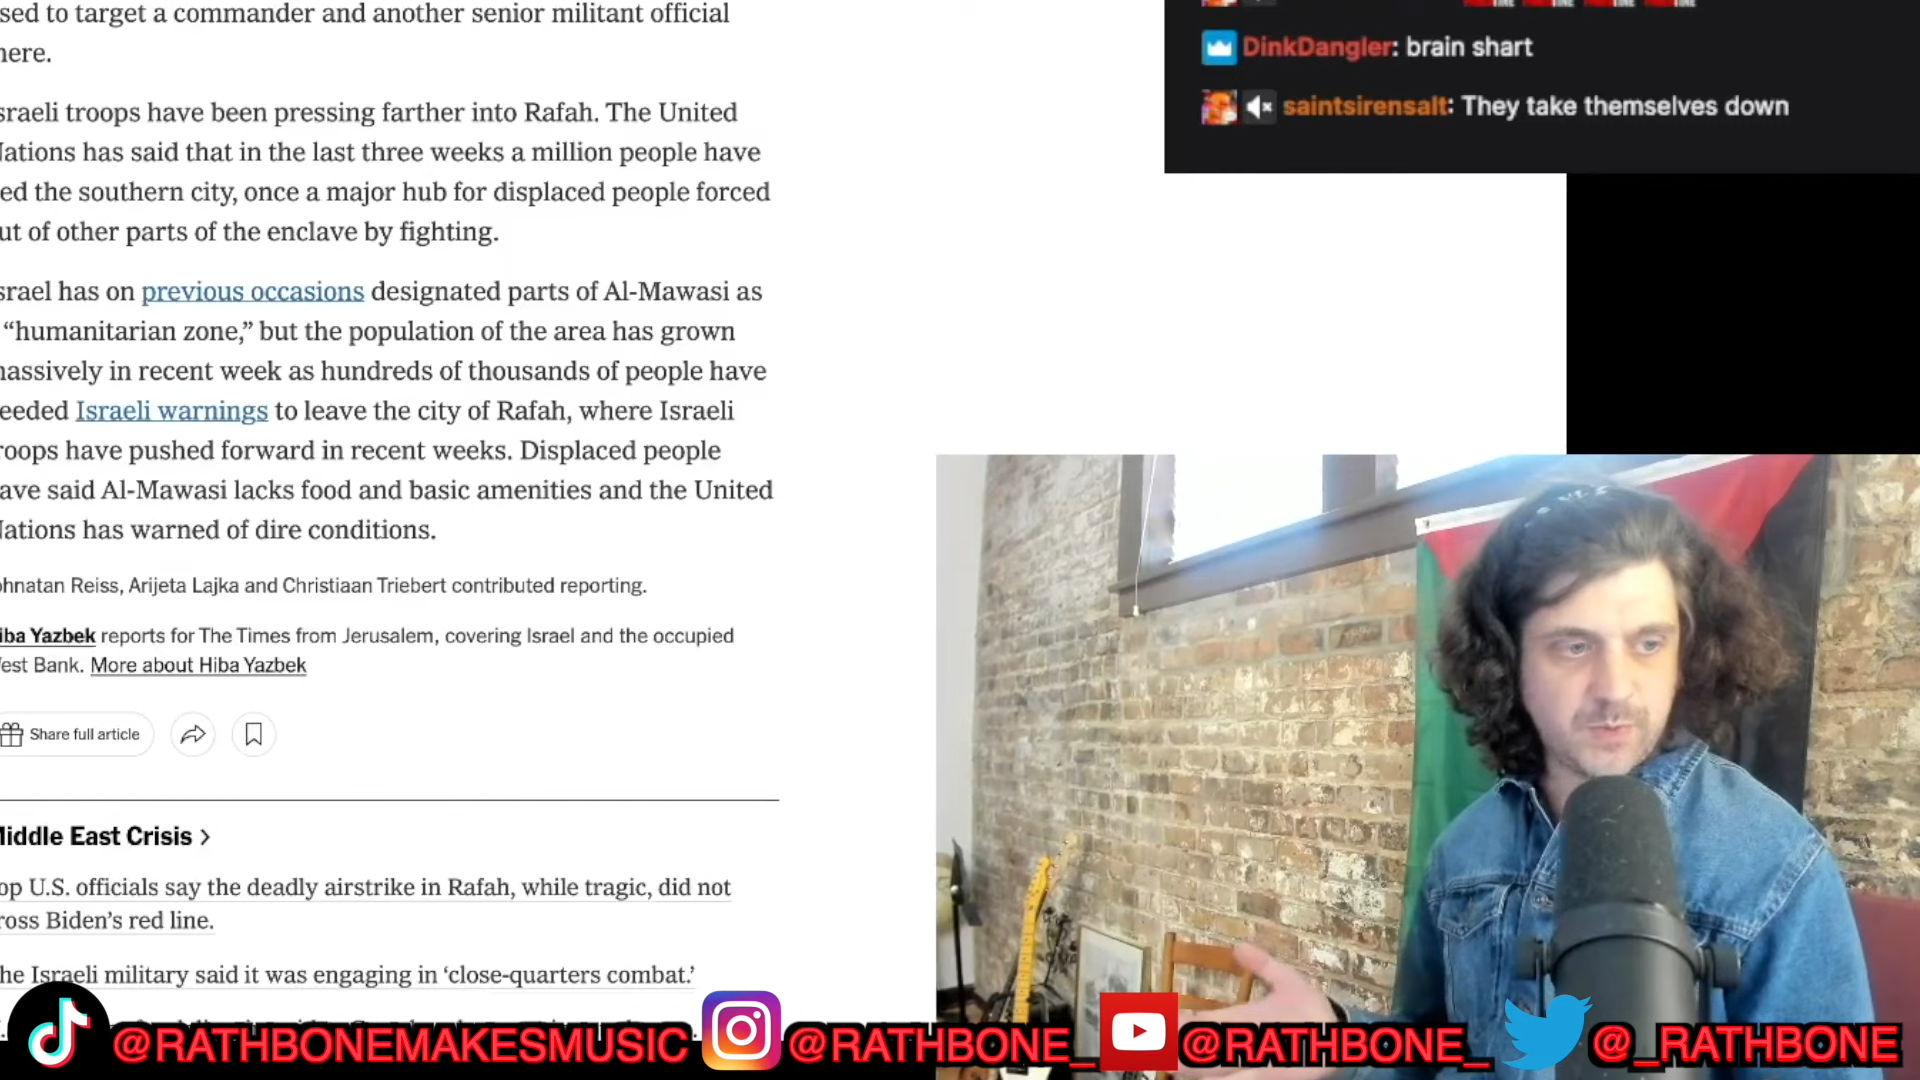 sed to target a commander and another senior militant official
here.
sraeli troops have been pressing farther into Rafah. The United
Nations has said that in the last three weeks a million people have
ed the southern city, once a major hub for displaced people forced
ut of other parts of the enclave by fighting.
srael has on previous occasions designated parts of Al-Mawasi as
“humanitarian zone,” but the population of the area has grown
massively in recent week as hundreds of thousands of people have
eeded Israeli warnings to leave the city of Rafah, where Israeli
roops have pushed forward in recent weeks. Displaced people
ave said Al-Mawasi lacks food and basic amenities and the United
Nations has warned of dire conditions.
ohnatan Reiss, Arijeta Lajka and Christiaan Triebert contributed reporting.
iba Yazbek reports for The Times from Jerusalem, covering Israel and the occupied
West Bank. More about Hiba Yazbek
Share full article
Middle East Crisis >
op U.S. officials say the deadly airstrike in Rafah, while tragic, did not
ross Biden’s red line.
he Israeli military said it was engaging in ‘close-quarters combat.’
DinkDangler: brain shart
saintsirensalt: They take themselves down
@RATHBONEMAKESMUSIC
@RATHBONE_
@RATHBONE_
@_RATHBONE